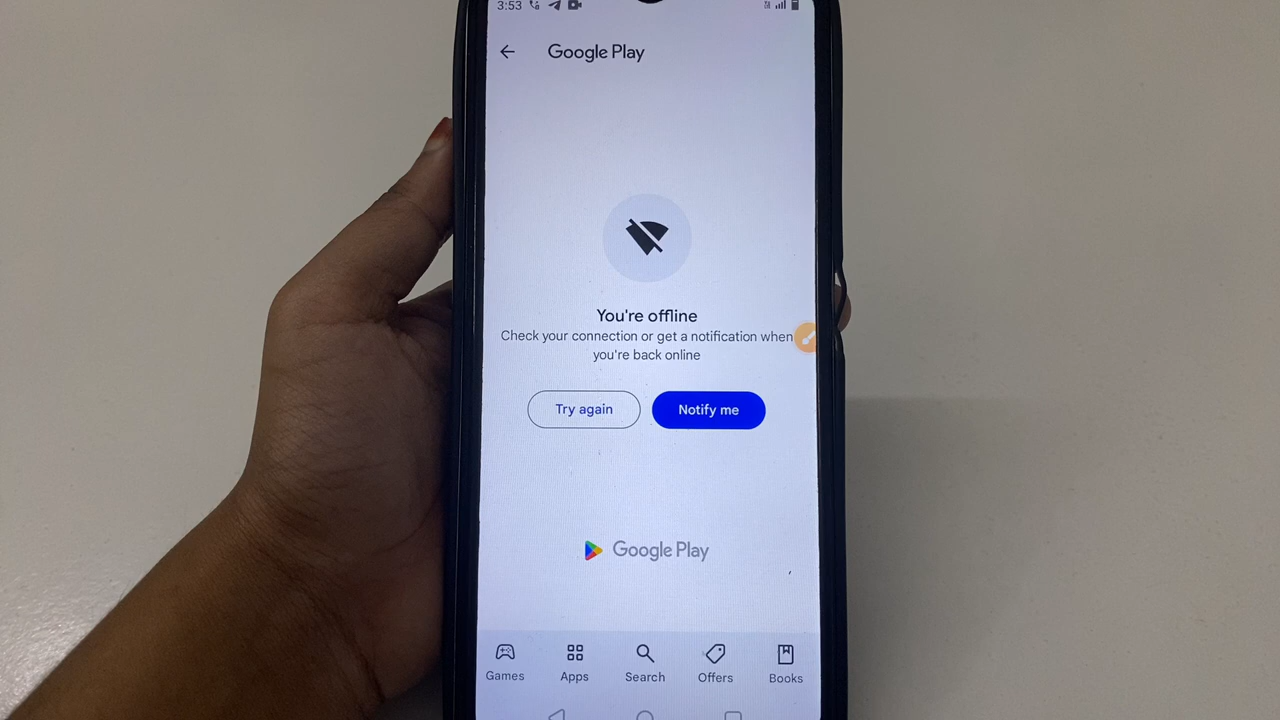 3:53
Google Play
You're offline
Check your connection or get a notification when
you're back online
Try again Notify me
Google Play
Games Apps Search Offers Books